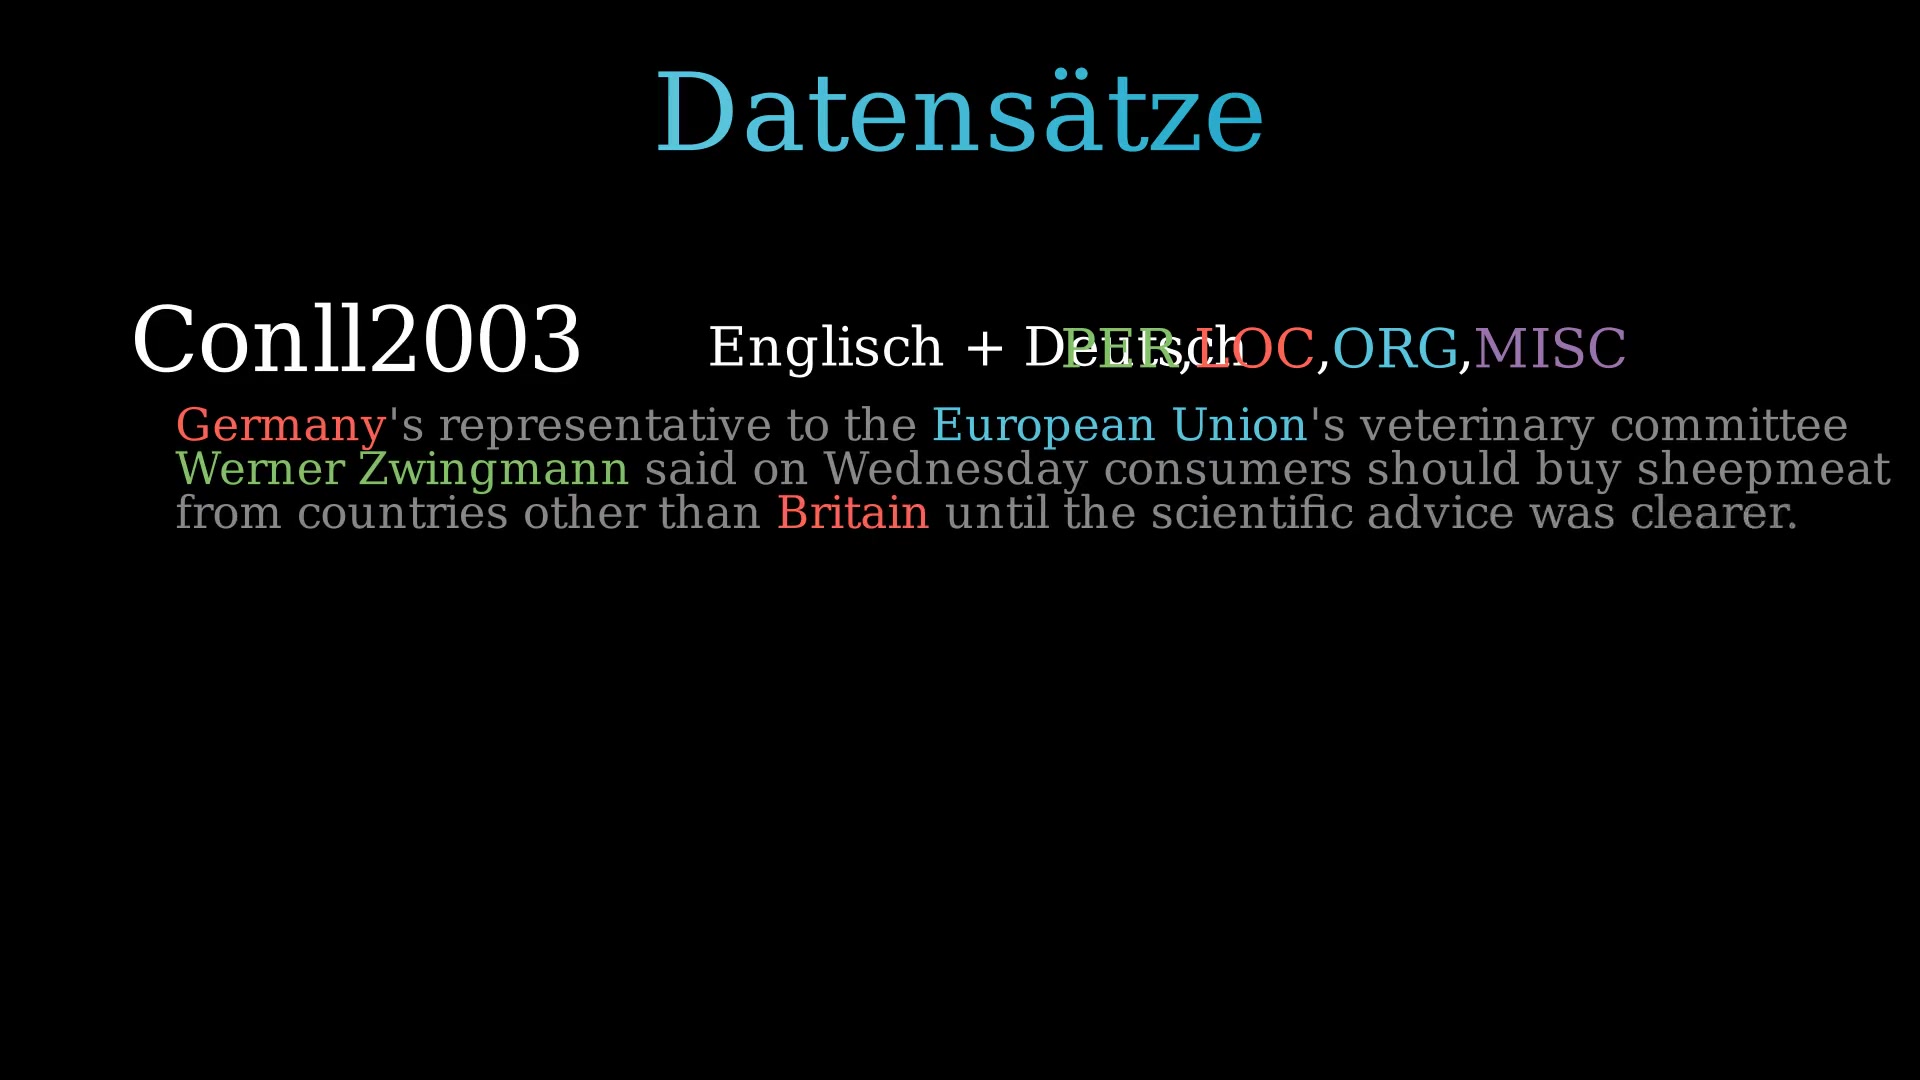 Datensätze
Conll2003 Englisch + Deutsch PER,LOC,ORG,MISC
Germany's representative to the European Union's veterinary committee
Werner Zwingmann said on Wednesday consumers should buy sheepmeat
from countries other than Britain until the scientific advice was clearer.